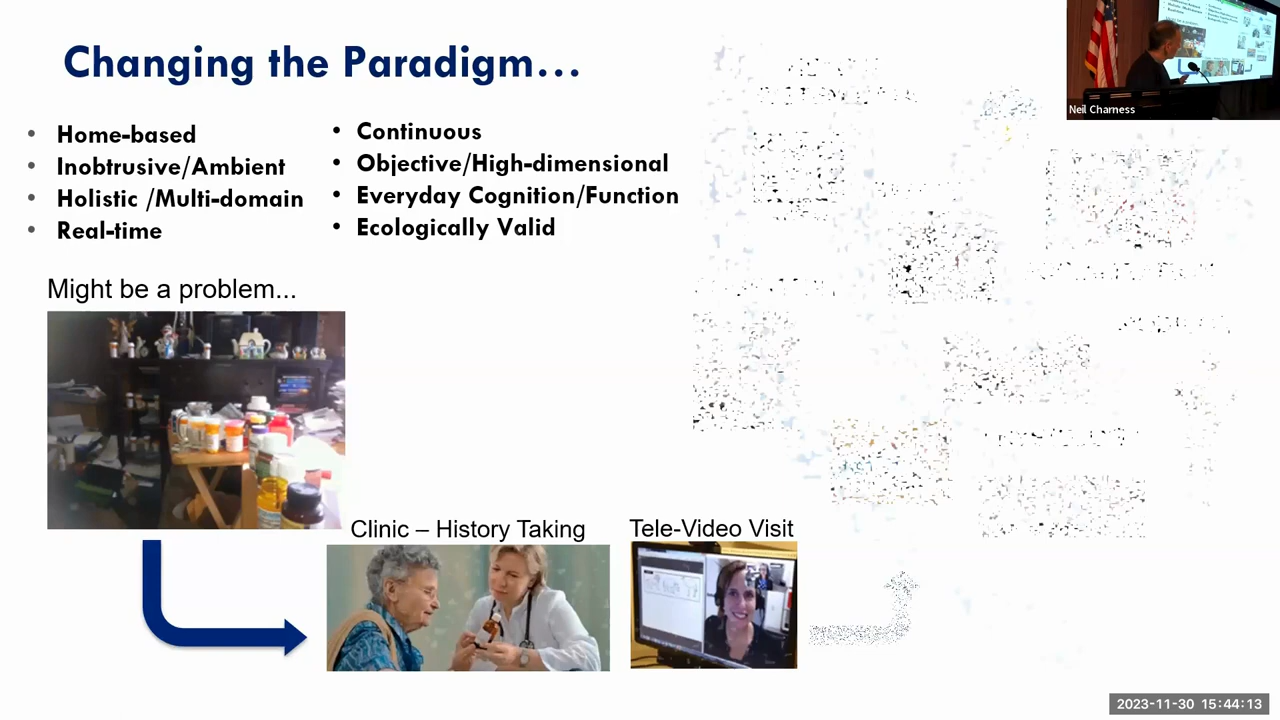 Changing the Paradigm...
• Home-based
• Inobtrusive/Ambient
• Holistic /Multi-domain
• Real-time
• Continuous
• Objective/High-dimensional
• Everyday Cognition/Function
• Ecologically Valid
Might be a problem...
Clinic – History Taking
Tele-Video Visit
Neil Charness
2023-11-30 15:44:13